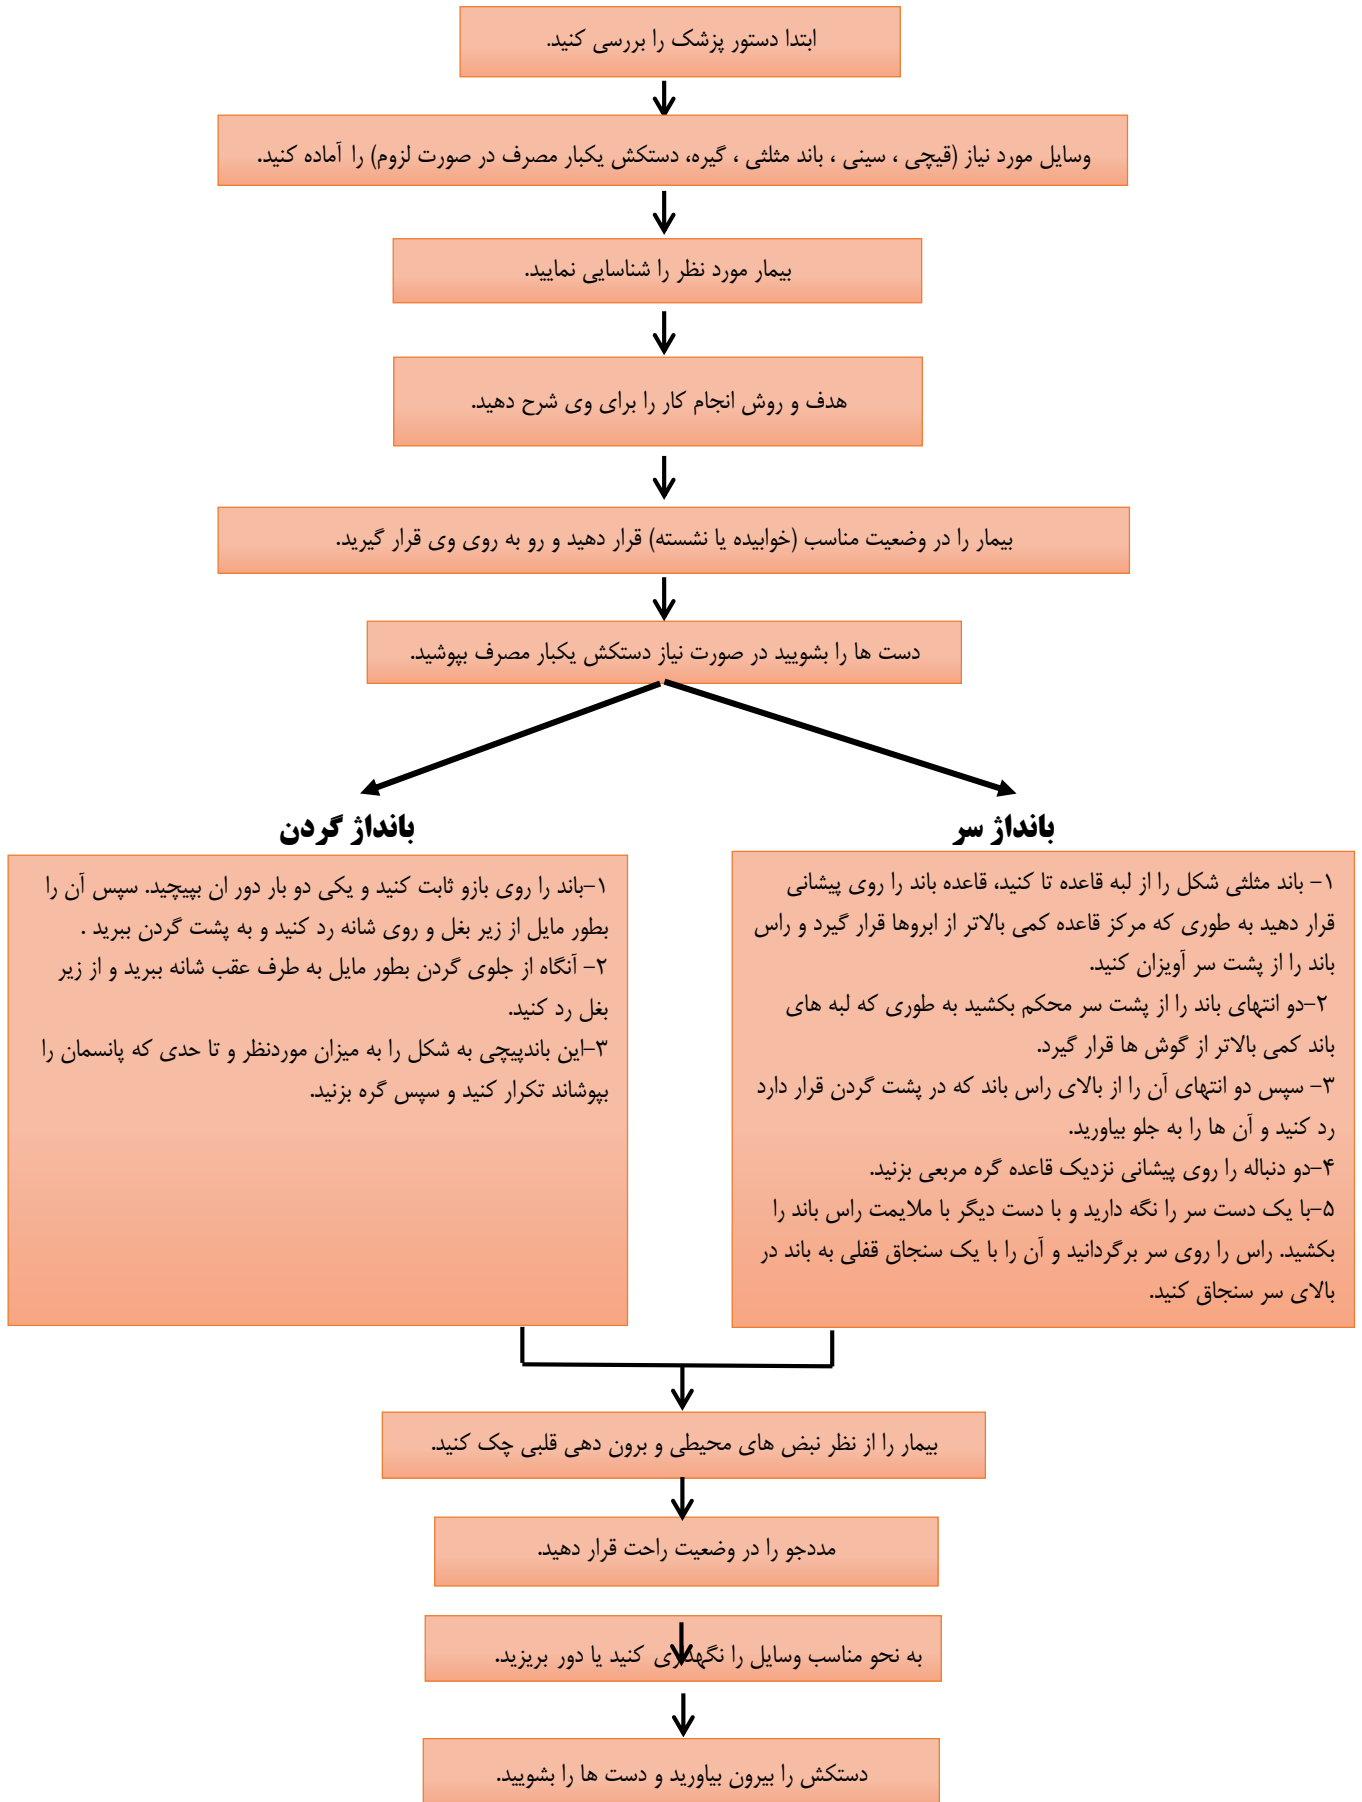 ابتدا دستور پزشک را بررسی کنید.
وسایل مورد نیاز (قیچی ، سینی ، باند مثلثی ، گیره، دستکش یکبار مصرف در صورت لزوم) را آماده کنید.
بیمار مورد نظر را شناسایی نمایید.
هدف و روش انجام کار را برای وی شرح دهید.
بیمار را در وضعیت مناسب (خوابیده یا نشسته) قرار دهید و رو به روی وی قرار گیرید.
دست ها را بشویید در صورت نیاز دستکش یکبار مصرف بپوشید.
بانداژ سر
۱- باند مثلثی شکل را از لبه قاعده تا کنید، قاعده باند را روی پیشانی
قرار دهید به طوری که مرکز قاعده کمی بالاتر از ابروها قرار گیرد و راس
باند را از پشت سر آویزان کنید.
۲-دو انتهای باند را از پشت سر محکم بکشید به طوری که لبه های
باند کمی بالاتر از گوش ها قرار گیرد.
۳- سپس دو انتهای آن را از بالای راس باند که در پشت گردن قرار دارد
رد کنید و آن ها را به جلو بیاورید.
۴-دو دنباله را روی پیشانی نزدیک قاعده گره مربعی بزنید.
۵-با یک دست سر را نگه دارید و با دست دیگر با ملایمت راس باند را
بکشید. راس را روی سر برگردانید و آن را با یک سنجاق قفلی به باند در
بالای سر سنجاق کنید.
بانداژ گردن
۱-باند را روی بازو ثابت کنید و یکی دو بار دور ان بپیچید. سپس آن را
بطور مایل از زیر بغل و روی شانه رد کنید و به پشت گردن ببرید .
۲- آنگاه از جلوی گردن بطور مایل به طرف عقب شانه ببرید و از زیر
بغل رد کنید.
۳-این باندپیچی به شکل را به میزان موردنظر و تا حدی که پانسمان را
بپوشاند تکرار کنید و سپس گره بزنید.
بیمار را از نظر نبض های محیطی و برون دهی قلبی چک کنید.
مددجو را در وضعیت راحت قرار دهید.
به نحو مناسب وسایل را نگهداری کنید یا دور بریزید.
دستکش را بیرون بیاورید و دست ها را بشویید.